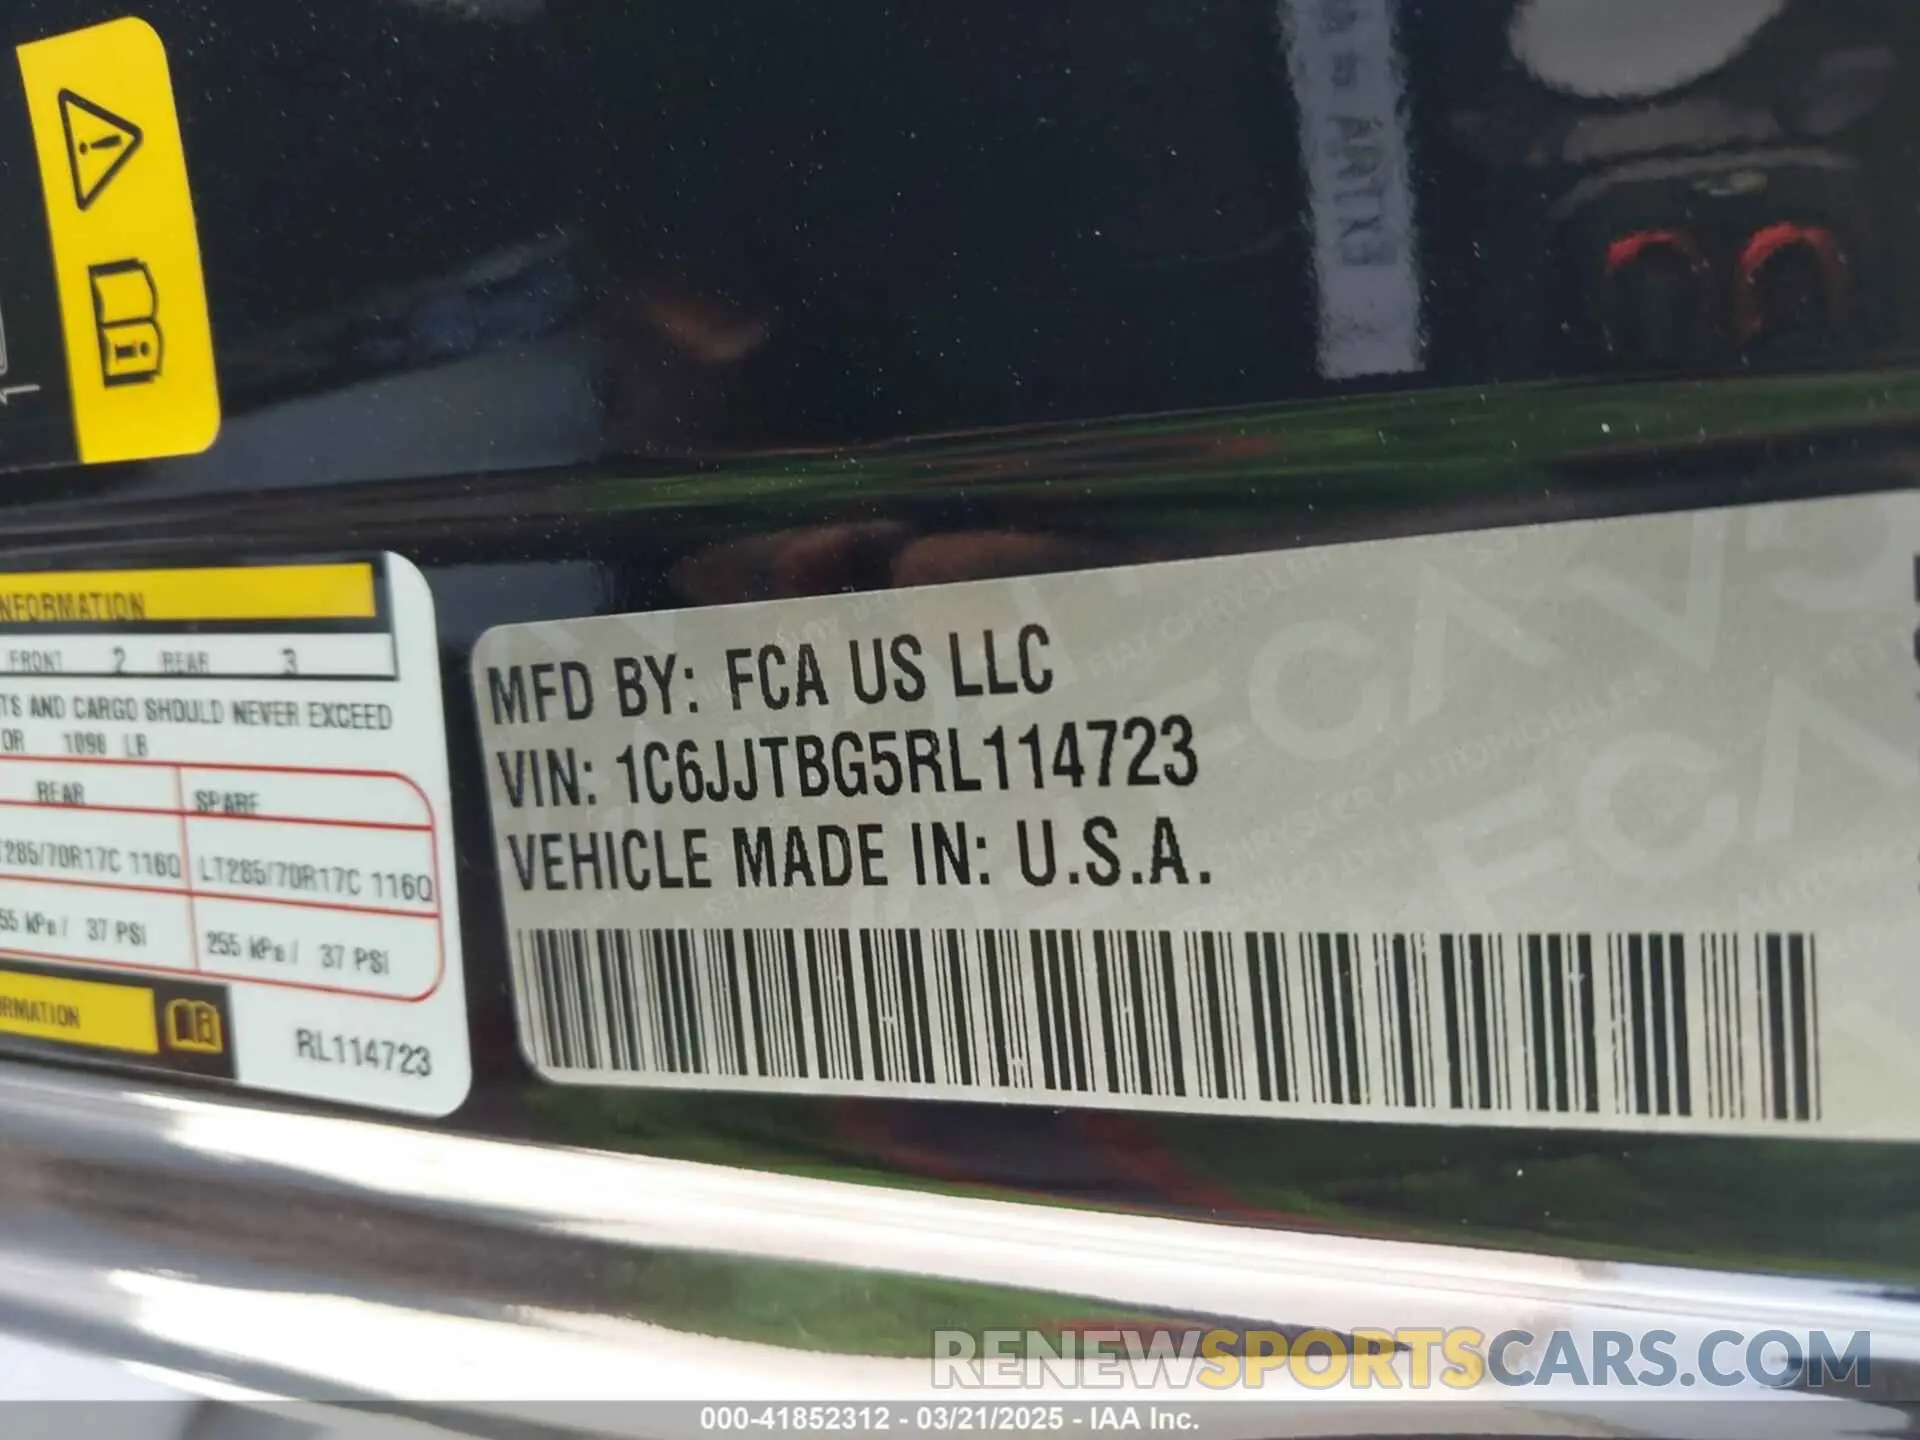 NFORMATION
FRONT 2 REAR 3
TS AND CARGO SHOULD NEVER EXCEED
OR 1098 LB
REAR SPARE
T285/70R17C 116Q LT285/70R17C 116Q
55 kPa / 37 PSI 255 kPa / 37 PSI
RMATION
RL114723
MFD BY: FCA US LLC
VIN: 1C6JJTBG5RL114723
VEHICLE MADE IN: U.S.A.
RENEWSPORTSCARS.COM
000-41852312 - 03/21/2025 - IAA Inc.